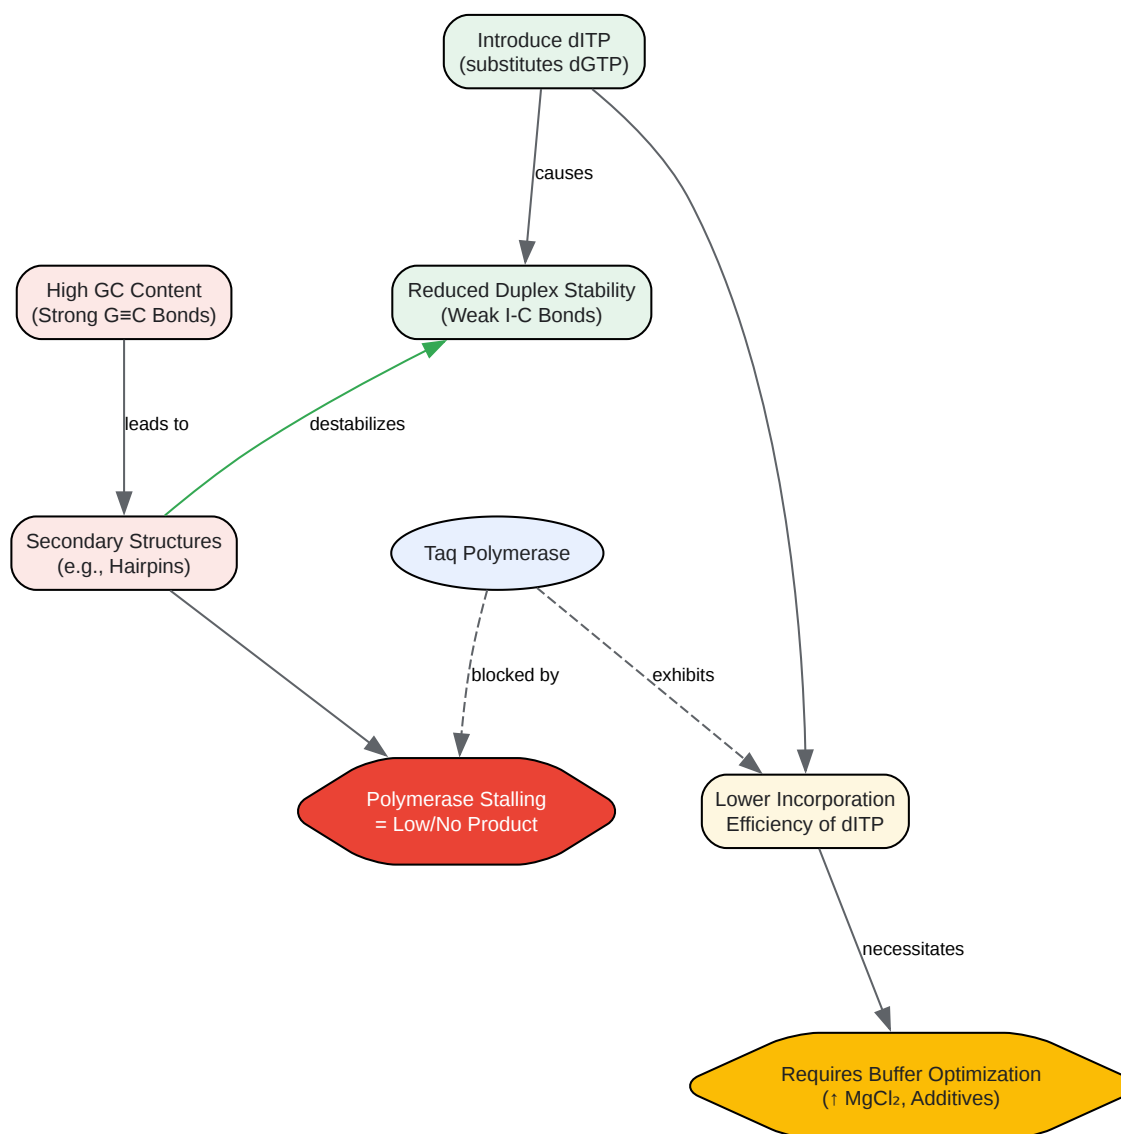 Introduce dITP
(substitutes dGTP)
causes
High GC Content
(Strong G≡C Bonds)
Reduced Duplex Stability
(Weak I-C Bonds)
leads to
destabilizes
Secondary Structures
(e.g., Hairpins)
Taq Polymerase
blocked by
exhibits
Polymerase Stalling
= Low/No Product
Lower Incorporation
Efficiency of dITP
necessitates
Requires Buffer Optimization
(↑ MgCl₂, Additives)